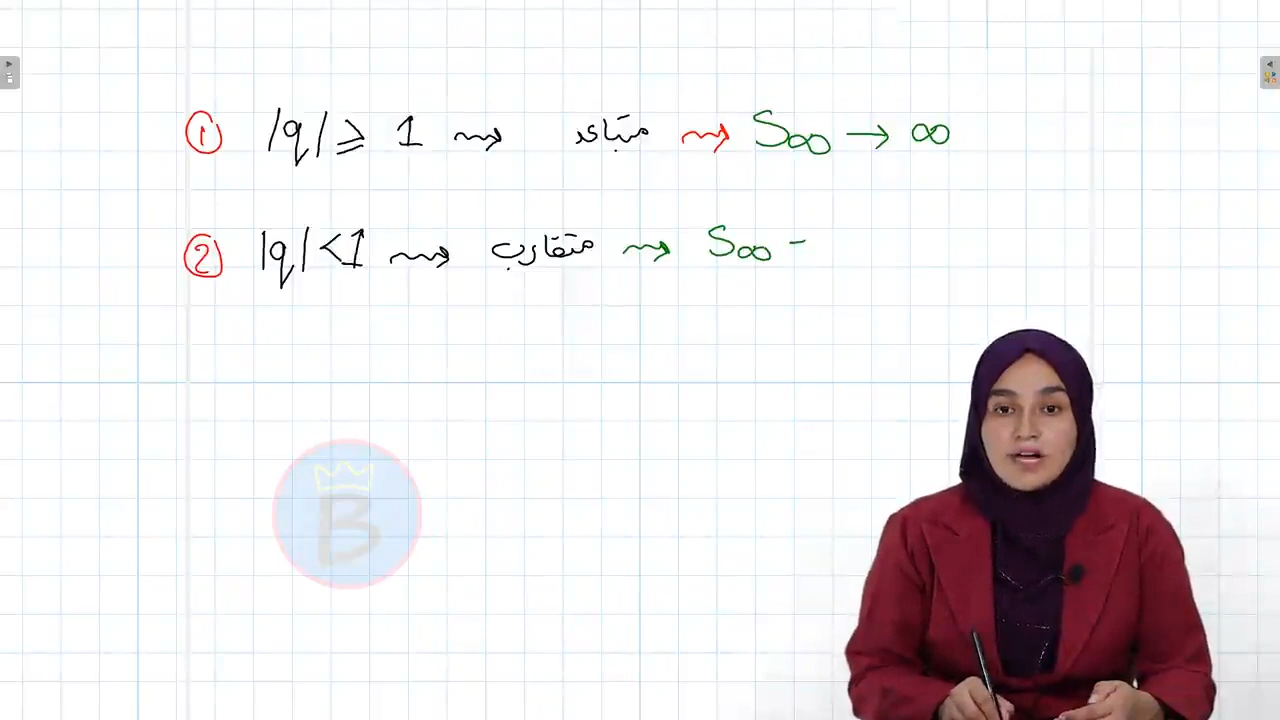 ① |q| ⩾ 1 ⇝ متباعد ⇝ S∞ → ∞
② |q| < 1 ⇝ متقارب ⇝ S∞ -
B